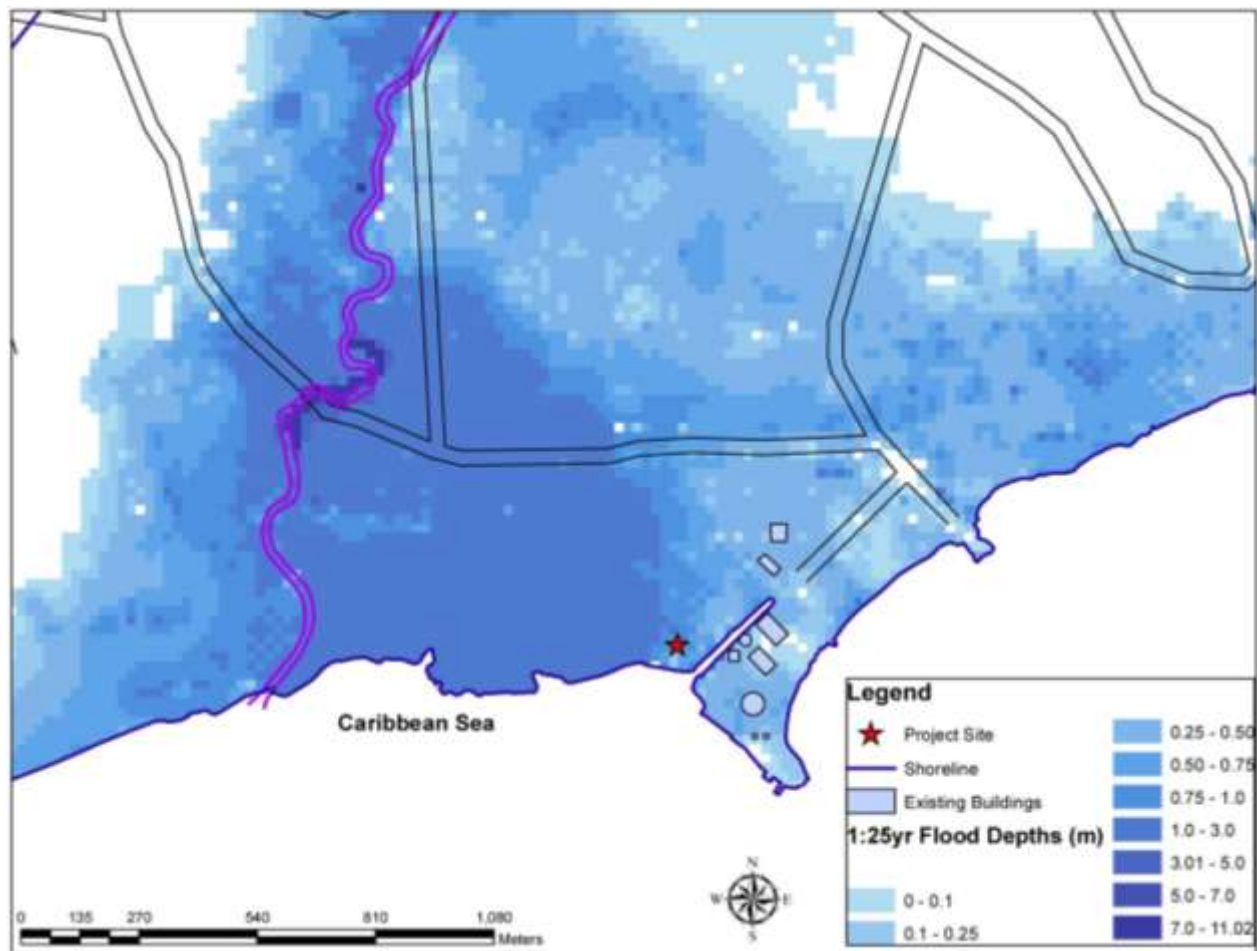 Caribbean Sea
Legend
Project Site
Shoreline
Existing Buildings
1:25yr Flood Depths (m)
0 - 0.1
0.1 - 0.25
0.25 - 0.50
0.50 - 0.75
0.75 - 1.0
1.0 - 3.0
3.01 - 5.0
5.0 - 7.0
7.0 - 11.02
N
W E
S
0 135 270 540 810 1,080
Meters